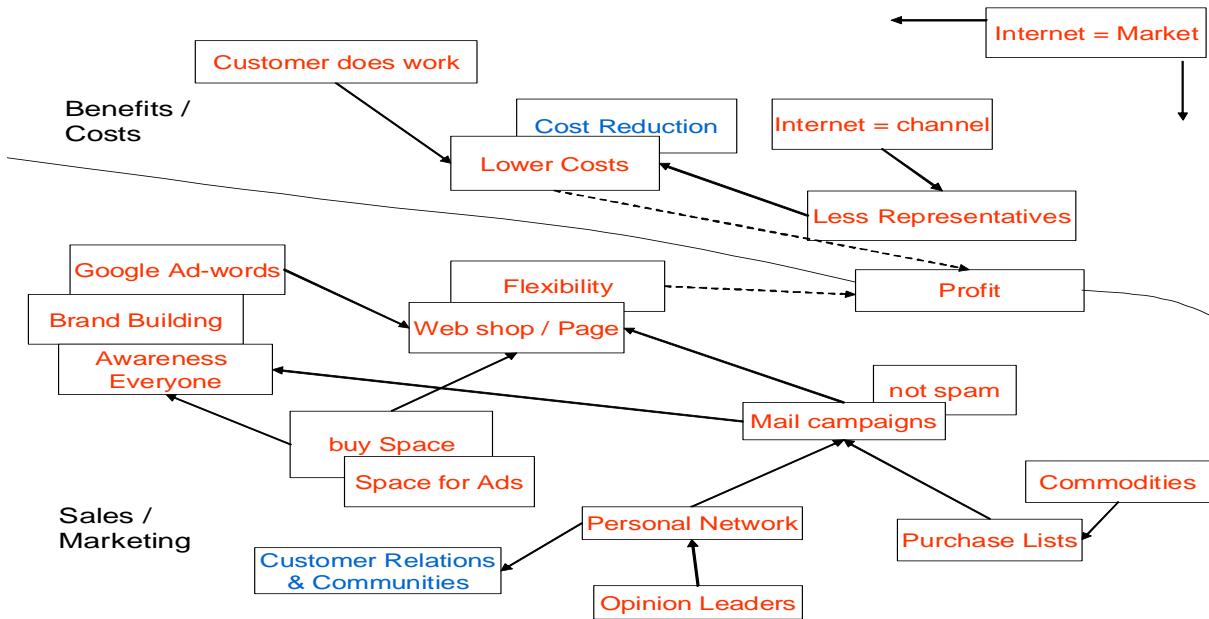 Internet = Market
Customer does work
Benefits /
Costs
Cost Reduction
Internet = channel
Lower Costs
Less Representatives
Google Ad-words
Flexibility
Profit
Brand Building
Web shop / Page
Awareness
Everyone
not spam
Mail campaigns
buy Space
Space for Ads
Commodities
Sales /
Marketing
Personal Network
Purchase Lists
Customer Relations
& Communities
Opinion Leaders